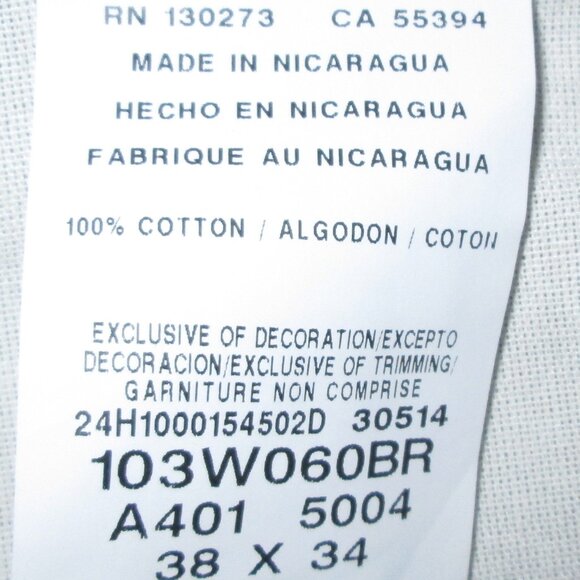 RN 130273 CA 55394
MADE IN NICARAGUA
HECHO EN NICARAGUA
FABRIQUE AU NICARAGUA
100% COTTON / ALGODON / COTON
EXCLUSIVE OF DECORATION/EXCEPTO
DECORACION/EXCLUSIVE OF TRIMMING/
GARNITURE NON COMPRISE
24H1000154502D 30514
103W060BR
A401 5004
38 X 34